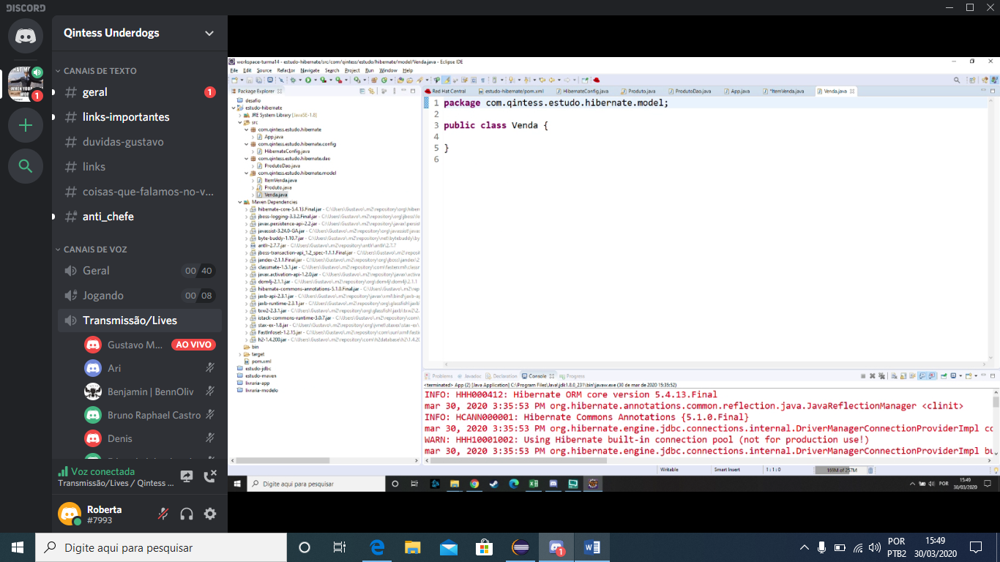 DISCORD
Qintess Underdogs
CANAIS DE TEXTO
# geral 1
# links-importantes
# duvidas-gustavo
# links
# coisas-que-falamos-no-v...
# anti_chefe
CANAIS DE VOZ
Geral 00 40
Jogando 00 08
Transmissão/Lives
Gustavo M... AO VIVO
Ari
Benjamin | BennOliv
Bruno Raphael Castro
Denis
Voz conectada
Transmissão/Lives / Qintess ...
Roberta
#7993
workspace-turma14 - estudo-hibernate/src/com/qintess/estudo/hibernate/model/Venda.java - Eclipse IDE
File Edit Source Refactor Navigate Search Project Run Window Help
Package Explorer
desafio
estudo-hibernate
JRE System Library [JavaSE-1.8]
src
com.qintess.estudo.hibernate
App.java
com.qintess.estudo.hibernate.config
HibernateConfig.java
com.qintess.estudo.hibernate.dao
ProdutoDao.java
com.qintess.estudo.hibernate.model
ItemVenda.java
Produto.java
Venda.java
Maven Dependencies
hibernate-core-5.4.13.Final.jar - C:\Users\Gustavo\.m2\repository\org\hiber
jboss-logging-3.3.2.Final.jar - C:\Users\Gustavo\.m2\repository\org\jboss\lo
javax.persistence-api-2.2.jar - C:\Users\Gustavo\.m2\repository\javax\persist
javassist-3.24.0-GA.jar - C:\Users\Gustavo\.m2\repository\org\javassist\javas
byte-buddy-1.10.7.jar - C:\Users\Gustavo\.m2\repository\net\bytebuddy\by
antlr-2.7.7.jar - C:\Users\Gustavo\.m2\repository\antlr\antlr\2.7.7
jboss-transaction-api_1.2_spec-1.1.1.Final.jar - C:\Users\Gustavo\.m2\repos
jandex-2.1.1.Final.jar - C:\Users\Gustavo\.m2\repository\org\jboss\jandex\2
classmate-1.5.1.jar - C:\Users\Gustavo\.m2\repository\com\fasterxml\classr
javax.activation-api-1.2.0.jar - C:\Users\Gustavo\.m2\repository\javax\activa
dom4j-2.1.1.jar - C:\Users\Gustavo\.m2\repository\org\dom4j\dom4j\2.1.1
hibernate-commons-annotations-5.1.0.Final.jar - C:\Users\Gustavo\.m2\rep
jaxb-api-2.3.1.jar - C:\Users\Gustavo\.m2\repository\javax\xml\bind\jaxb-ap
jaxb-runtime-2.3.1.jar - C:\Users\Gustavo\.m2\repository\org\glassfish\jaxb
txw2-2.3.1.jar - C:\Users\Gustavo\.m2\repository\org\glassfish\jaxb\txw2\2.
istack-commons-runtime-3.0.7.jar - C:\Users\Gustavo\.m2\repository\com\
stax-ex-1.8.jar - C:\Users\Gustavo\.m2\repository\org\jvnet\staxex\stax-ex\
FastInfoset-1.2.15.jar - C:\Users\Gustavo\.m2\repository\com\sun\xml\fasti
h2-1.4.200.jar - C:\Users\Gustavo\.m2\repository\com\h2database\h2\1.4.20
bin
target
pom.xml
estudo-jdbc
estudo-maven
livraria-app
livraria-modelo
Red Hat Central estudo-hibernate/pom.xml HibernateConfig.java Produto.java ProdutoDao.java App.java *ItemVenda.java Venda.java
1 package com.qintess.estudo.hibernate.model;
2
3 public class Venda {
4
5 }
6
Problems Javadoc Declaration Console Progress
<terminated> App (2) [Java Application] C:\Program Files\Java\jdk1.8.0_231\bin\javaw.exe (30 de mar de 2020 15:35:52)
INFO: HHH000412: Hibernate ORM core version 5.4.13.Final
mar 30, 2020 3:35:53 PM org.hibernate.annotations.common.reflection.java.JavaReflectionManager <clinit>
INFO: HCANN000001: Hibernate Commons Annotations {5.1.0.Final}
mar 30, 2020 3:35:53 PM org.hibernate.engine.jdbc.connections.internal.DriverManagerConnectionProviderImpl co
WARN: HHH10001002: Using Hibernate built-in connection pool (not for production use!)
mar 30, 2020 3:35:53 PM org.hibernate.engine.jdbc.connections.internal.DriverManagerConnectionProviderImpl bu
Writable Smart Insert 1 : 1 : 0 169M of 257M
Digite aqui para pesquisar
POR 15:49
30/03/2020
Digite aqui para pesquisar
POR 15:49
PTB2 30/03/2020